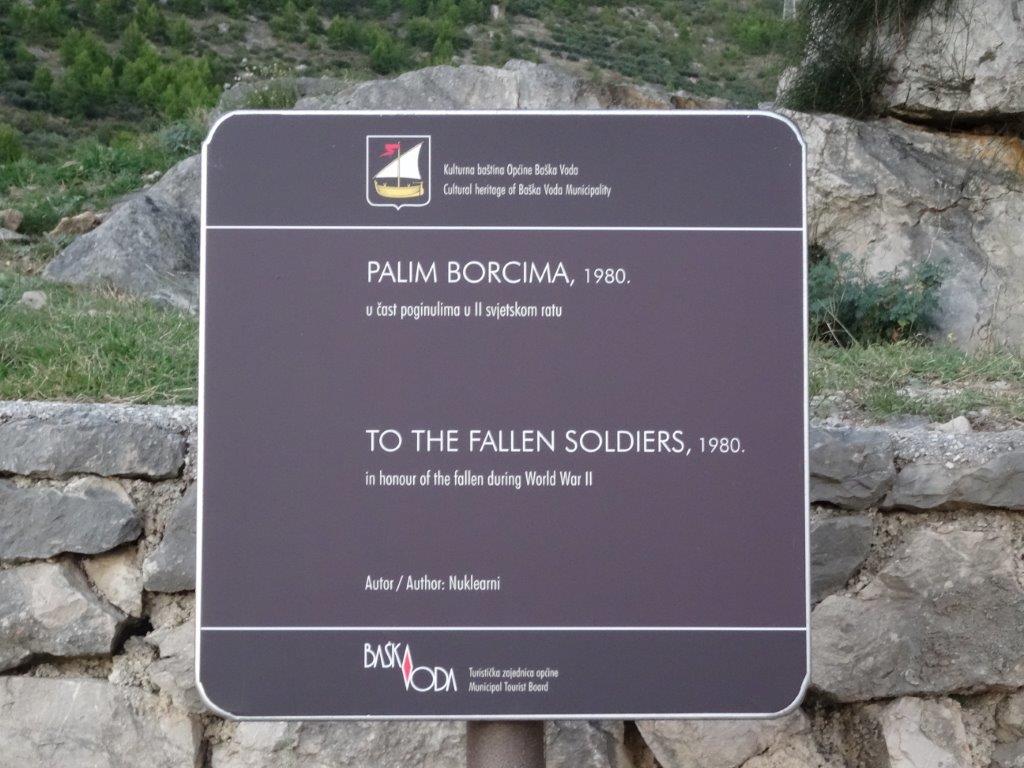 Kulturna baština Općine Baška Voda
Cultural heritage of Baška Voda Municipality
PALIM BORCIMA, 1980.
u čast poginulima u II svjetskom ratu
TO THE FALLEN SOLDIERS, 1980.
in honour of the fallen during World War II
Autor / Author: Nuklearni
BAŠKA
VODA
Turistička zajednica općine
Municipal Tourist Board